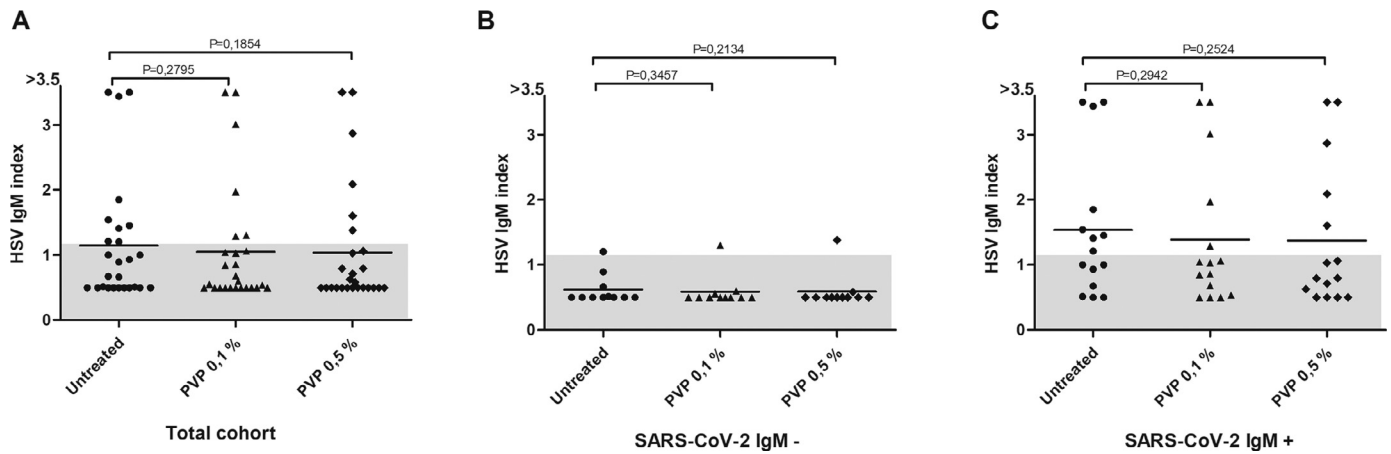 A
P=0,1854
P=0,2795
>3.5
3
2
1
0
HSV IgM index
Untreated
PVP 0,1 %
PVP 0,5 %
Total cohort
B
P=0,2134
P=0,3457
>3.5
3
2
1
0
HSV IgM index
Untreated
PVP 0,1 %
PVP 0,5 %
SARS-CoV-2 IgM -
C
P=0,2524
P=0,2942
>3.5
3
2
1
0
HSV IgM index
Untreated
PVP 0,1 %
PVP 0,5 %
SARS-CoV-2 IgM +